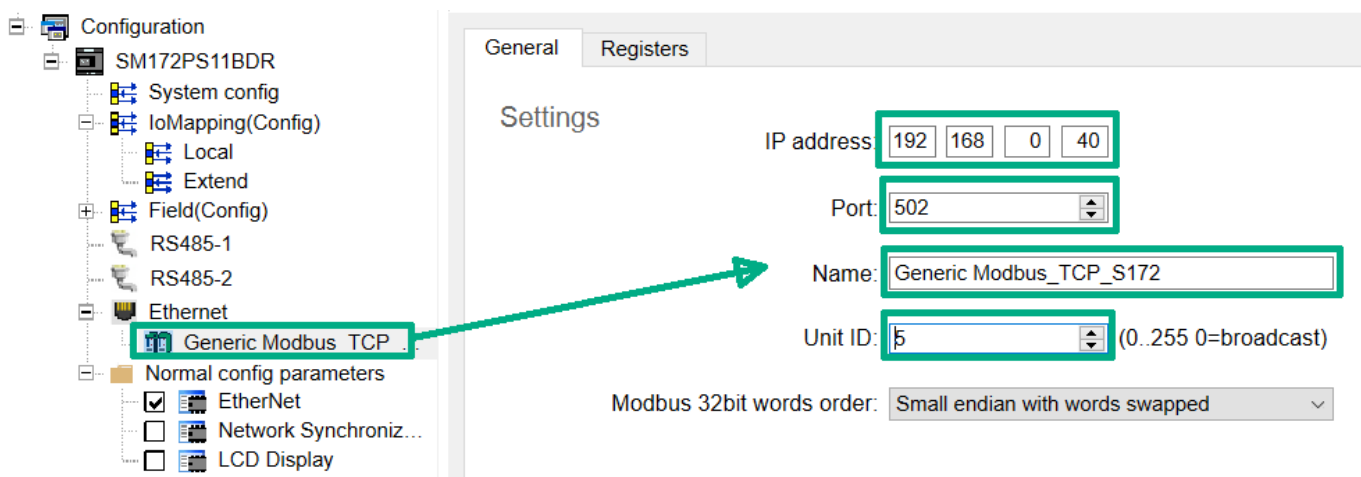 Configuration
SM172PS11BDR
System config
IoMapping(Config)
Local
Extend
Field(Config)
RS485-1
RS485-2
Ethernet
Generic Modbus_TCP ...
Normal config parameters
EtherNet
Network Synchroniz...
LCD Display
General Registers
Settings
IP address: 192 168 0 40
Port: 502
Name: Generic Modbus_TCP_S172
Unit ID: 5 (0..255 0=broadcast)
Modbus 32bit words order: Small endian with words swapped